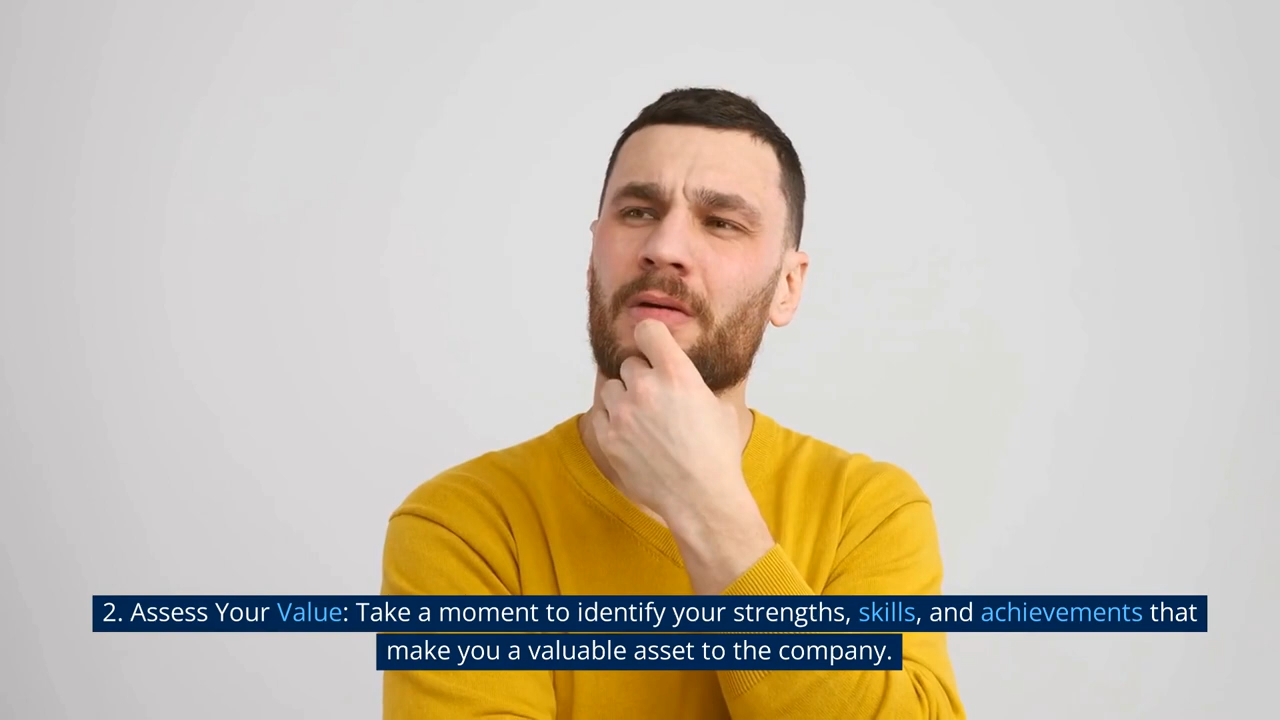 2. Assess Your Value: Take a moment to identify your strengths, skills, and achievements that
make you a valuable asset to the company.